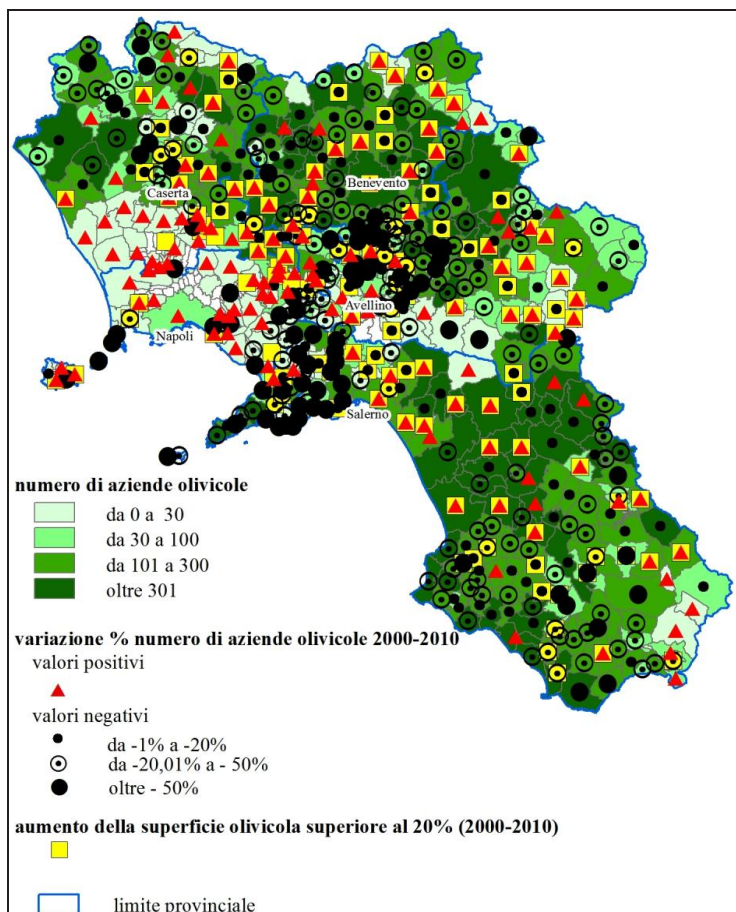 Benevento
Caserta
Avellino
Napoli
Salerno
numero di aziende olivicole
da 0 a 30
da 30 a 100
da 101 a 300
oltre 301
variazione % numero di aziende olivicole 2000-2010
valori positivi
valori negativi
da -1% a -20%
da -20,01% a - 50%
oltre - 50%
aumento della superficie olivicola superiore al 20% (2000-2010)
limite provinciale